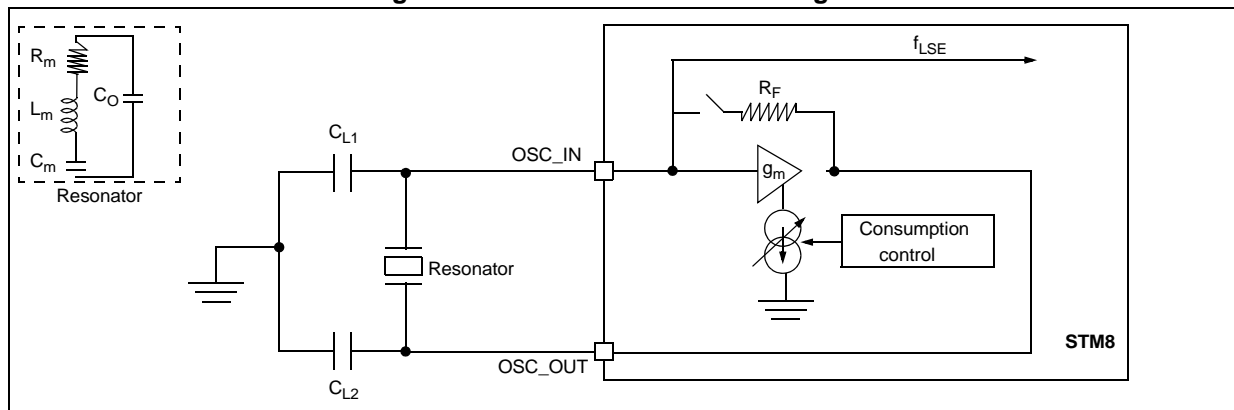 R_m
L_m
C_O
C_m
Resonator
C_L1
C_L2
Resonator
OSC_IN
OSC_OUT
f_LSE
R_F
g_m
Consumption
control
STM8